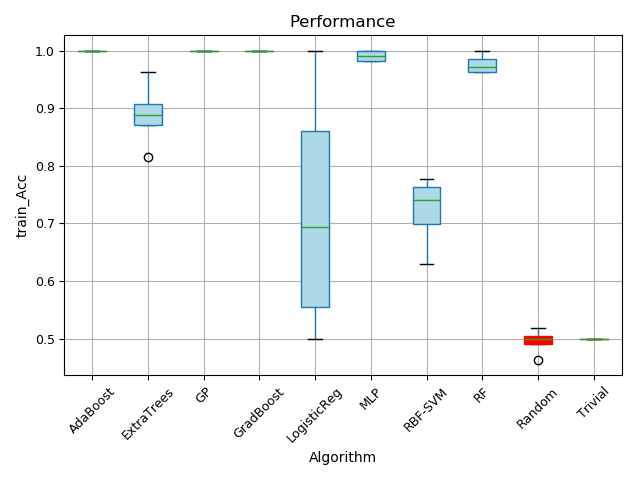 Performance
train_Acc
1.0
0.9
0.8
0.7
0.6
0.5
AdaBoost
ExtraTrees
GP
GradBoost
LogisticReg
MLP
RBF-SVM
RF
Random
Trivial
Algorithm